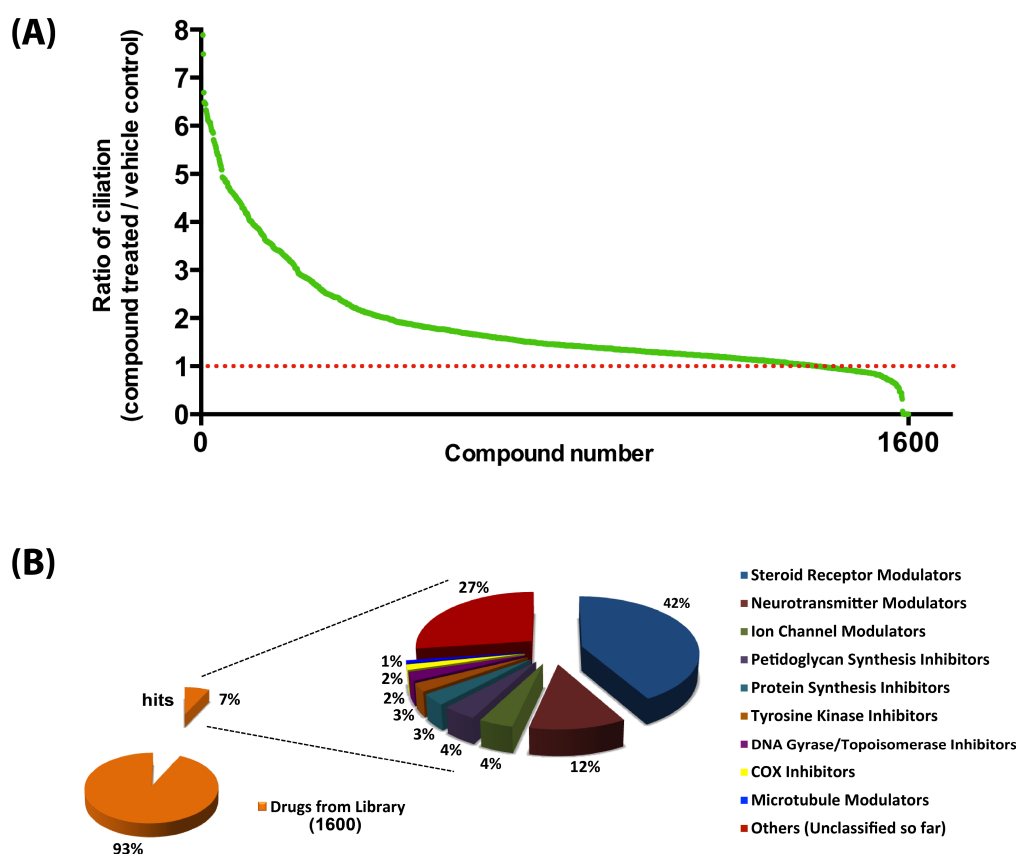 (A)
Ratio of ciliation
(compound treated / vehicle control)
8
7
6
5
4
3
2
1
0
0
1600
Compound number
(B)
hits
7%
93%
Drugs from Library
(1600)
27%
42%
1%
2%
2%
3%
3%
4%
4%
12%
Steroid Receptor Modulators
Neurotransmitter Modulators
Ion Channel Modulators
Petidoglycan Synthesis Inhibitors
Protein Synthesis Inhibitors
Tyrosine Kinase Inhibitors
DNA Gyrase/Topoisomerase Inhibitors
COX Inhibitors
Microtubule Modulators
Others (Unclassified so far)